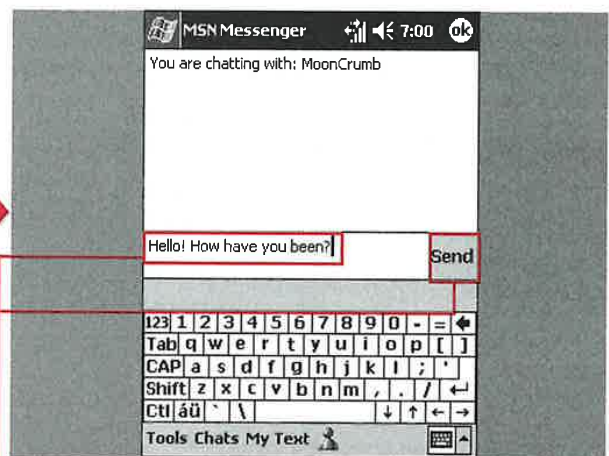 MSN Messenger 7:00 ok
You are chatting with: MoonCrumb
Hello! How have you been?
Send
123 1 2 3 4 5 6 7 8 9 0 - =
Tab q w e r t y u i o p [ ]
CAP a s d f g h j k l ; '
Shift z x c v b n m , . /
Ctl áü ` \
Tools Chats My Text